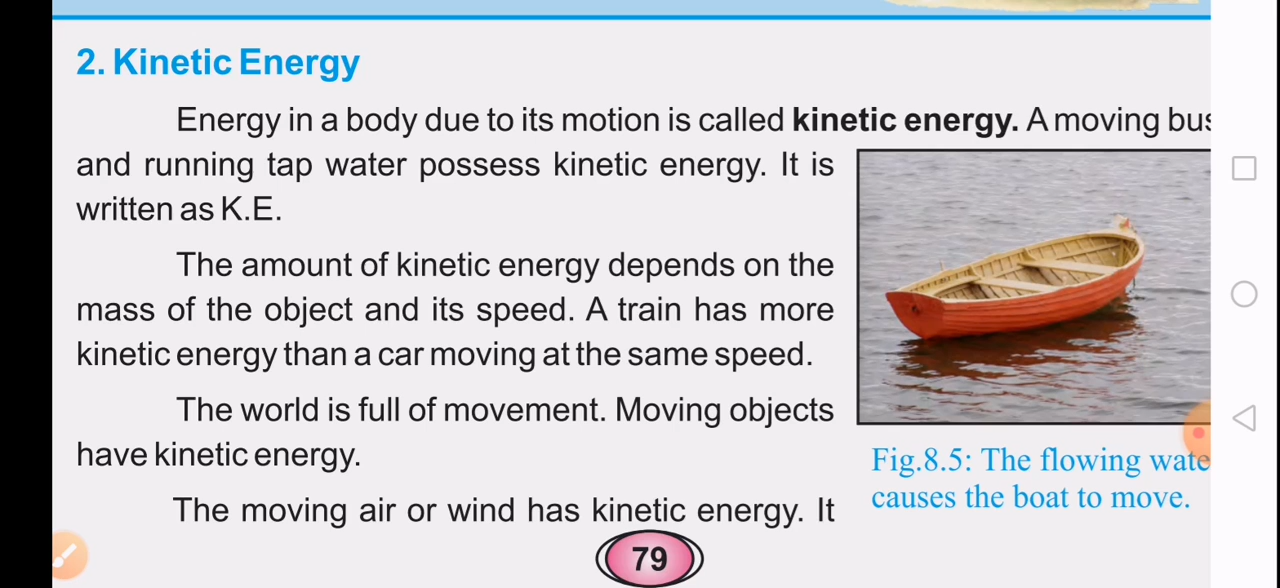 2. Kinetic Energy
Energy in a body due to its motion is called kinetic energy. A moving bus
and running tap water possess kinetic energy. It is
written as K.E.
The amount of kinetic energy depends on the
mass of the object and its speed. A train has more
kinetic energy than a car moving at the same speed.
The world is full of movement. Moving objects
have kinetic energy.
The moving air or wind has kinetic energy. It
Fig.8.5: The flowing wate
causes the boat to move.
79